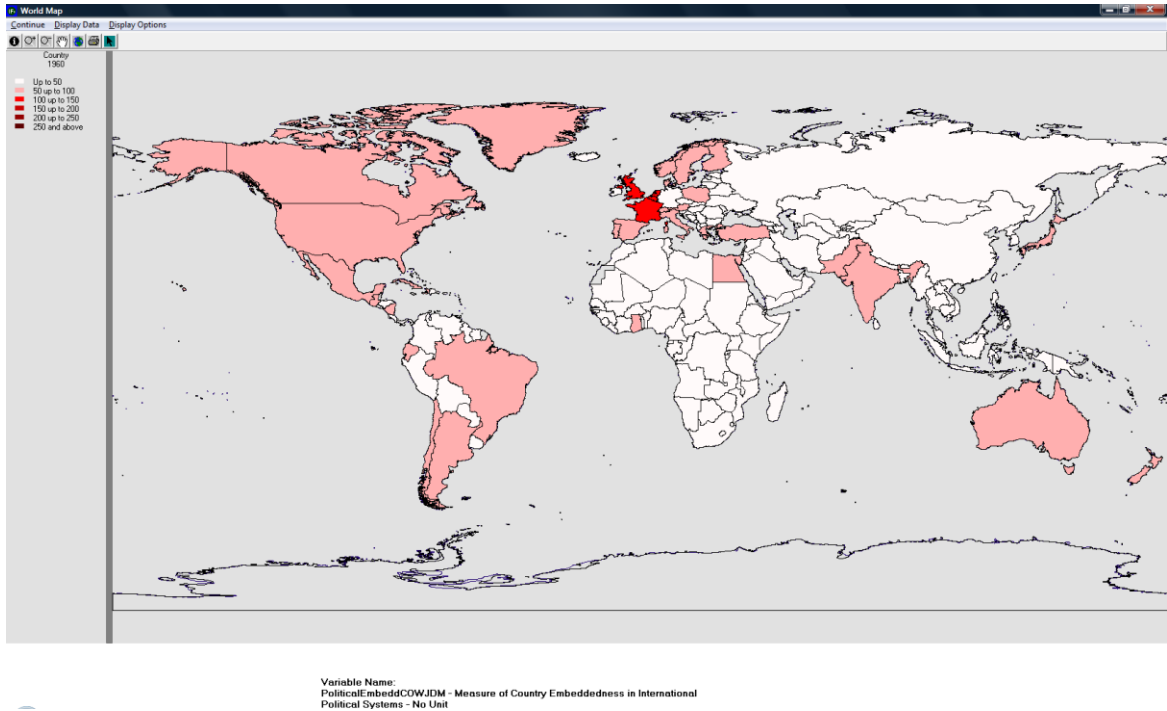 World Map
Continue Display Data Display Options
Country
1960
Up to 50
50 up to 100
100 up to 150
150 up to 200
200 up to 250
250 and above
Variable Name:
PoliticalEmbeddCOWJDM - Measure of Country Embeddedness in International
Political Systems - No Unit